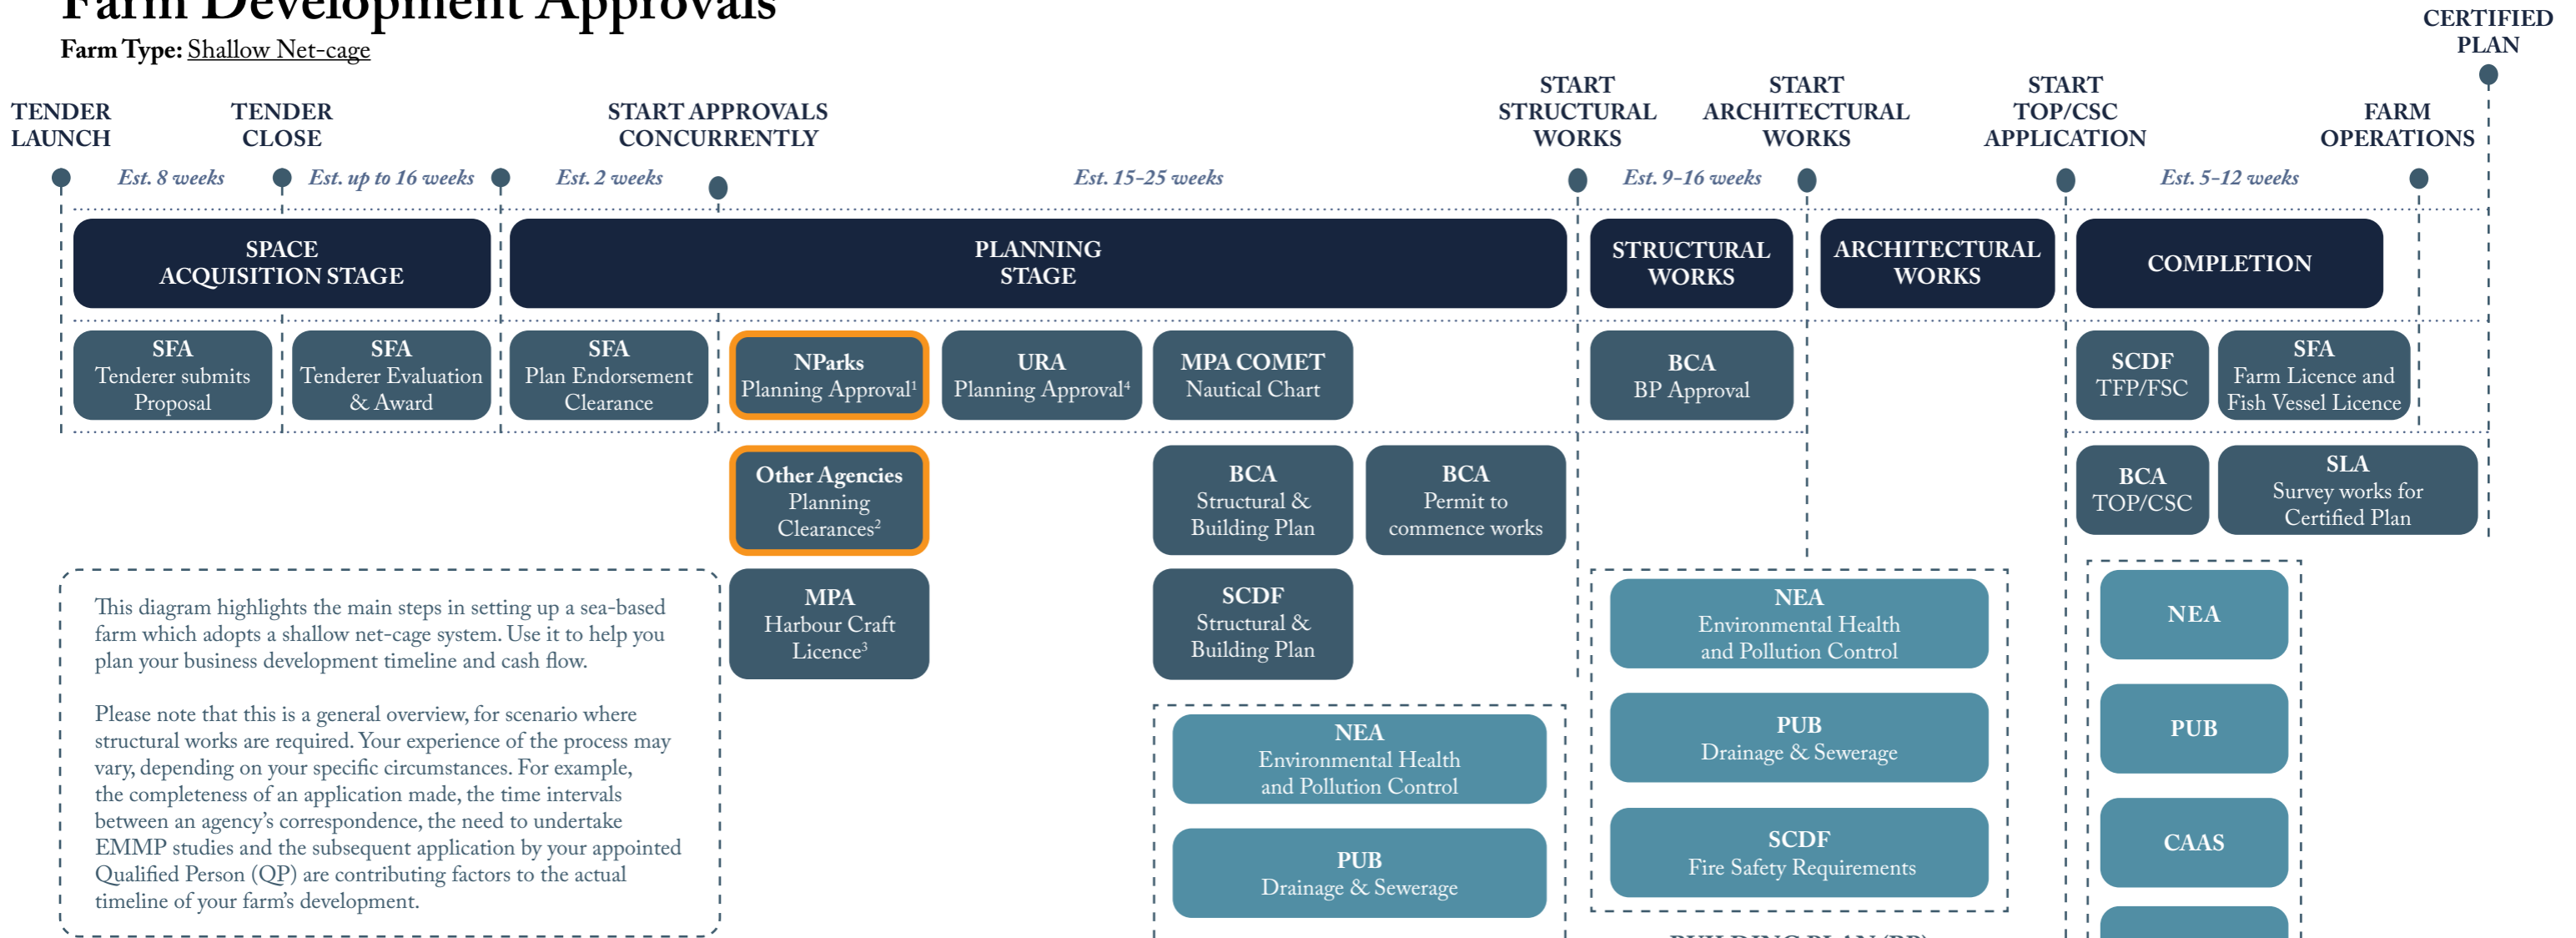 Farm Development Approvals
Farm Type: Shallow Net-cage
CERTIFIED
PLAN
TENDER
LAUNCH
TENDER
CLOSE
START APPROVALS
CONCURRENTLY
START
STRUCTURAL
WORKS
START
ARCHITECTURAL
WORKS
START
TOP/CSC
APPLICATION
FARM
OPERATIONS
Est. 8 weeks
Est. up to 16 weeks
Est. 2 weeks
Est. 15-25 weeks
Est. 9-16 weeks
Est. 5-12 weeks
SPACE
ACQUISITION STAGE
PLANNING
STAGE
STRUCTURAL
WORKS
ARCHITECTURAL
WORKS
COMPLETION
SFA
Tenderer submits
Proposal
SFA
Tenderer Evaluation
& Award
SFA
Plan Endorsement
Clearance
NParks
Planning Approval¹
URA
Planning Approval⁴
MPA COMET
Nautical Chart
BCA
BP Approval
SCDF
TFP/FSC
SFA
Farm Licence and
Fish Vessel Licence
Other Agencies
Planning
Clearances²
BCA
Structural &
Building Plan
BCA
Permit to
commence works
BCA
TOP/CSC
SLA
Survey works for
Certified Plan
MPA
Harbour Craft
Licence³
SCDF
Structural &
Building Plan
This diagram highlights the main steps in setting up a sea-based
farm which adopts a shallow net-cage system. Use it to help you
plan your business development timeline and cash flow.
Please note that this is a general overview, for scenario where
structural works are required. Your experience of the process may
vary, depending on your specific circumstances. For example,
the completeness of an application made, the time intervals
between an agency's correspondence, the need to undertake
EMMP studies and the subsequent application by your appointed
Qualified Person (QP) are contributing factors to the actual
timeline of your farm's development.
NEA
Environmental Health
and Pollution Control
PUB
Drainage & Sewerage
NEA
Environmental Health
and Pollution Control
PUB
Drainage & Sewerage
SCDF
Fire Safety Requirements
BUILDING PLAN (BP)
NEA
PUB
CAAS